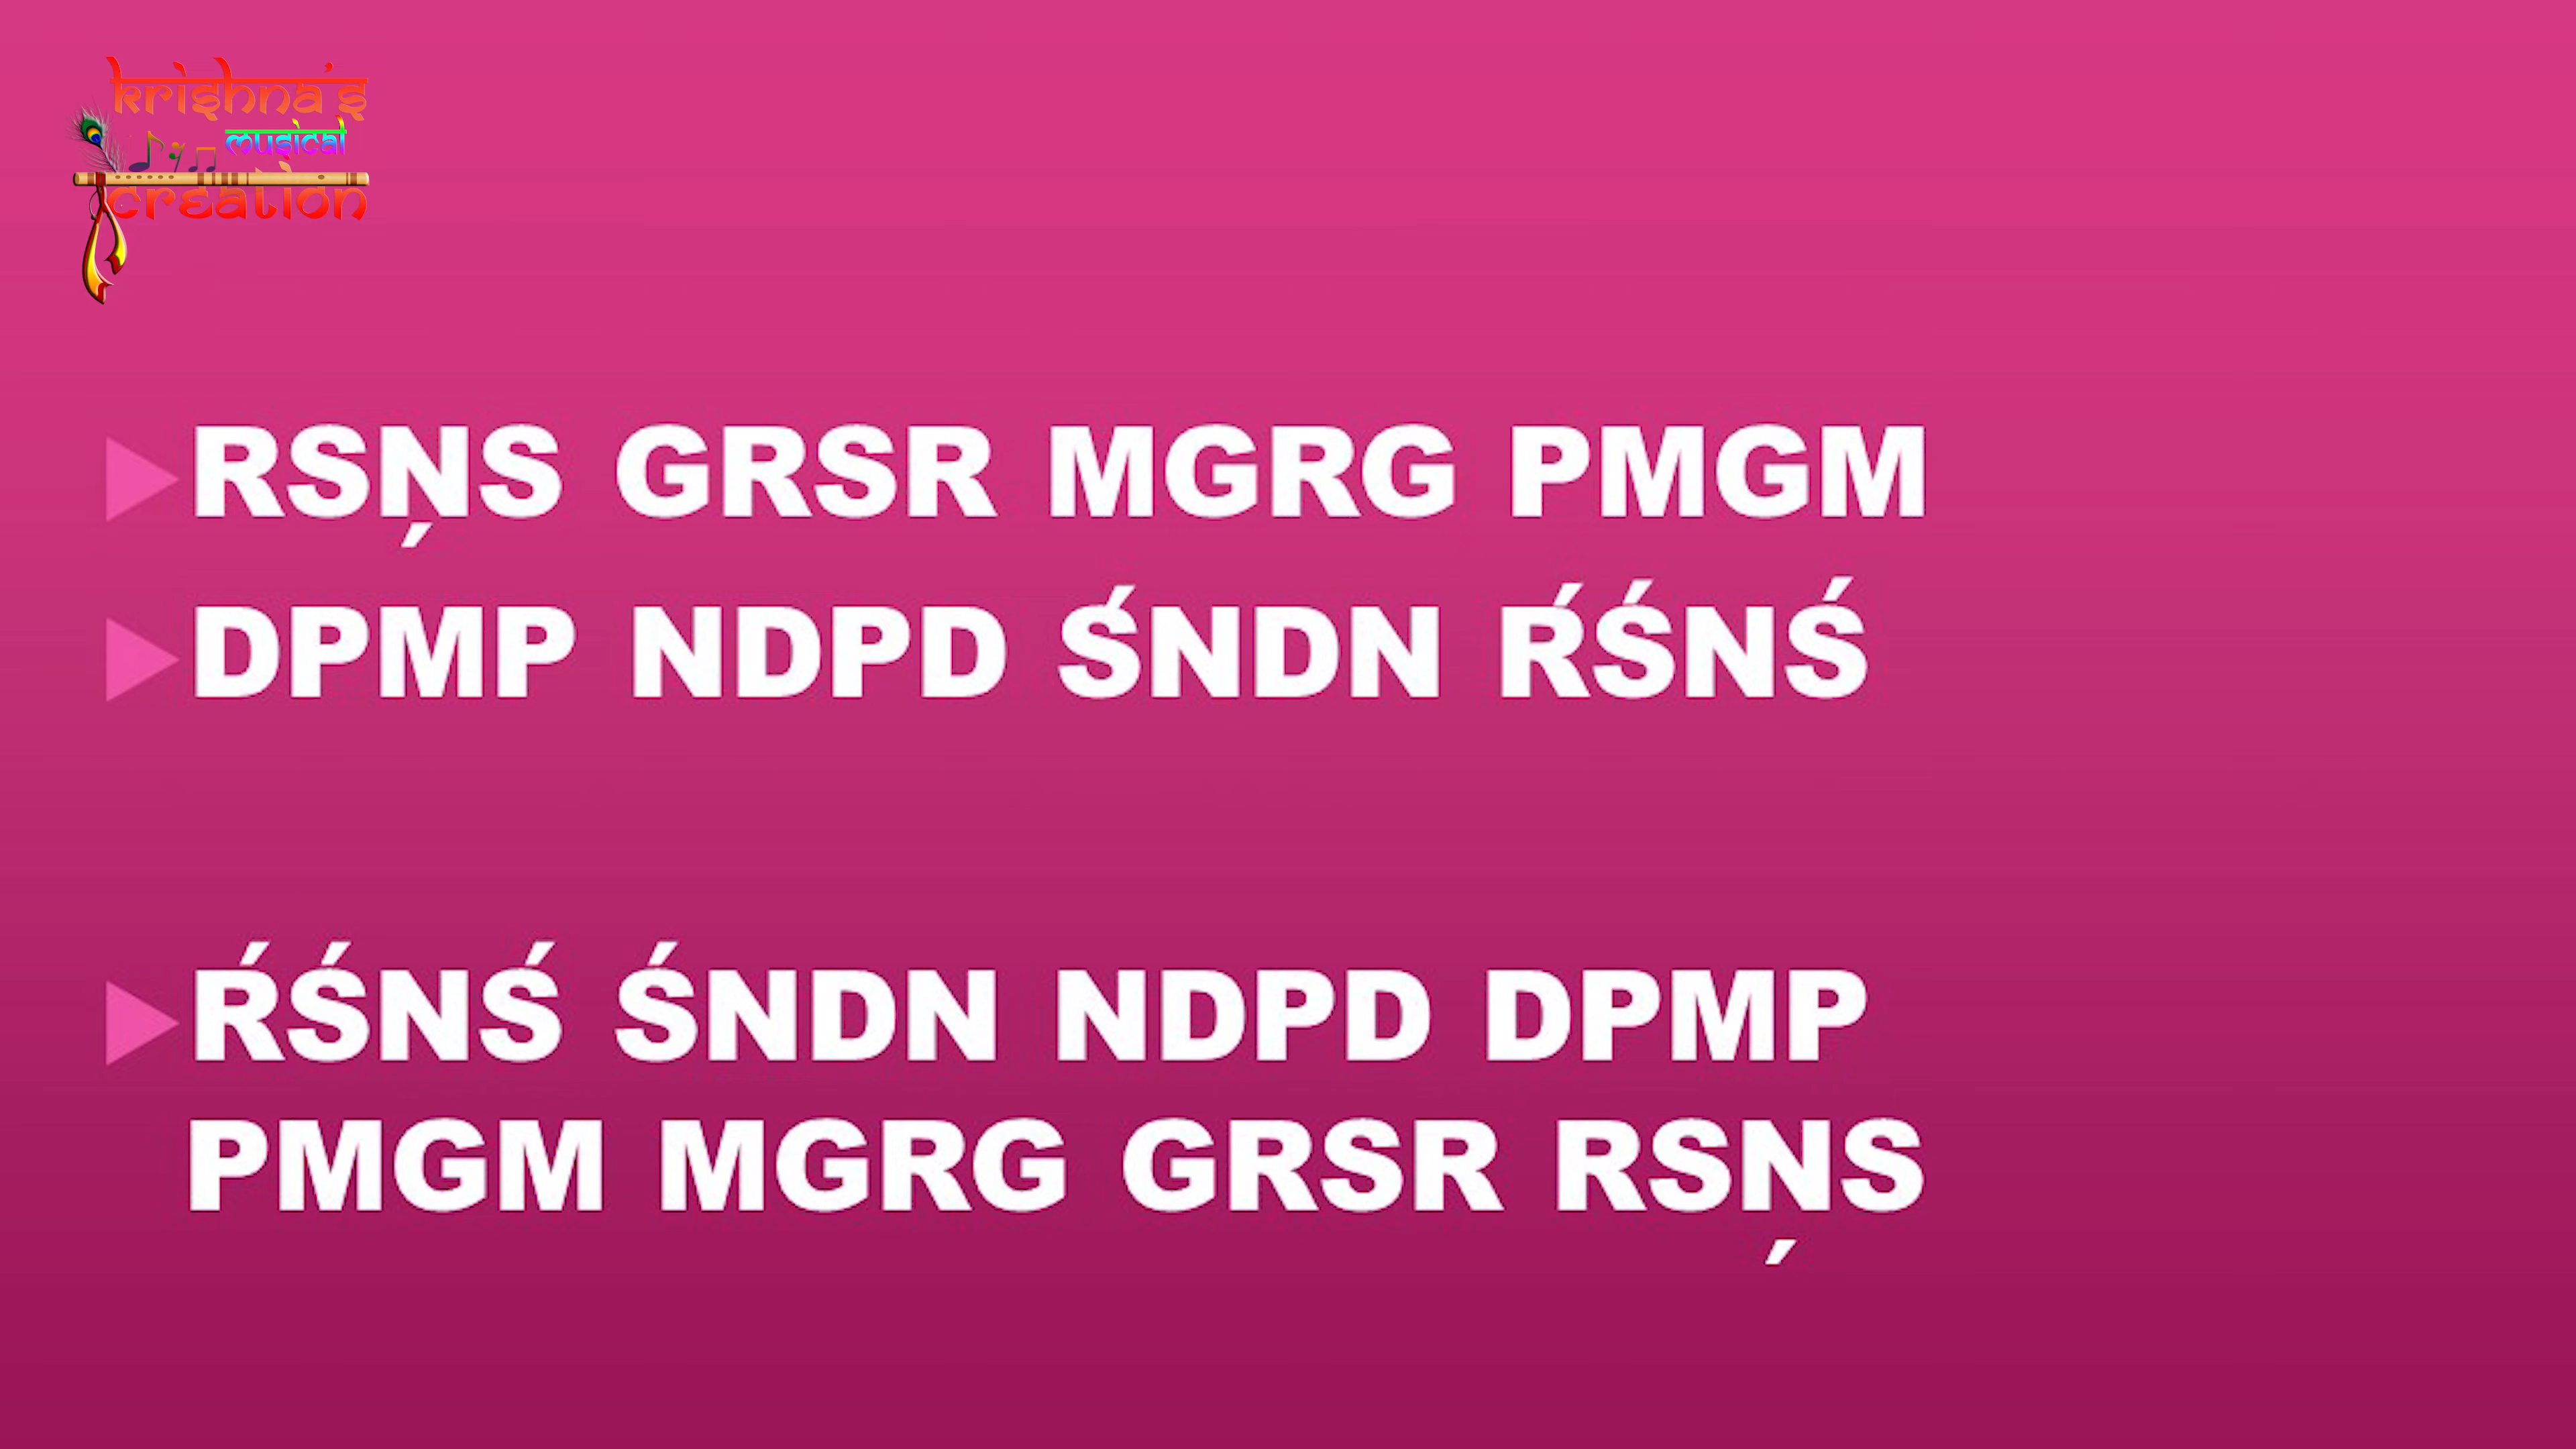 krishna's
musical
creation
RSṆS GRSR MGRG PMGM
DPMP NDPD ŚNDN ŔŚNŚ
ŔŚNŚ ŚNDN NDPD DPMP
PMGM MGRG GRSR RSṆS